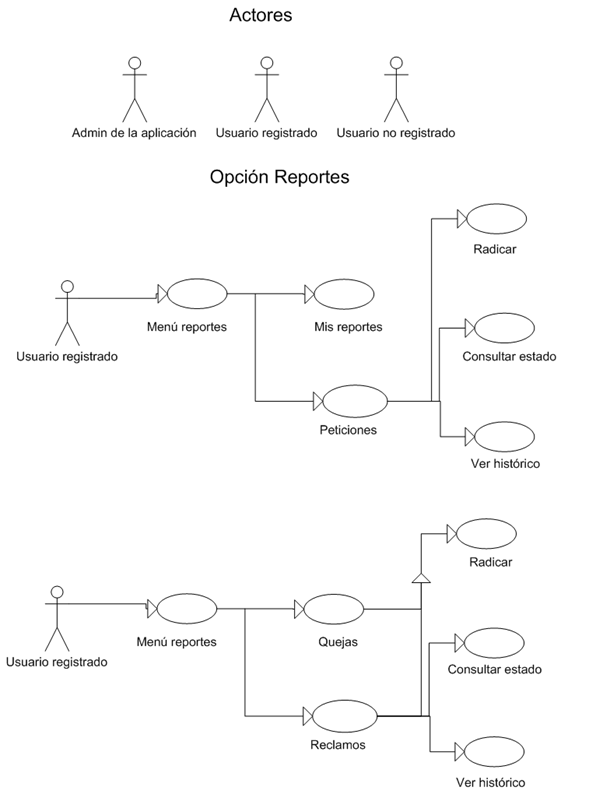 Actores
Admin de la aplicación
Usuario registrado
Usuario no registrado
Opción Reportes
Radicar
Menú reportes
Mis reportes
Usuario registrado
Consultar estado
Peticiones
Ver histórico
Radicar
Menú reportes
Quejas
Usuario registrado
Consultar estado
Reclamos
Ver histórico